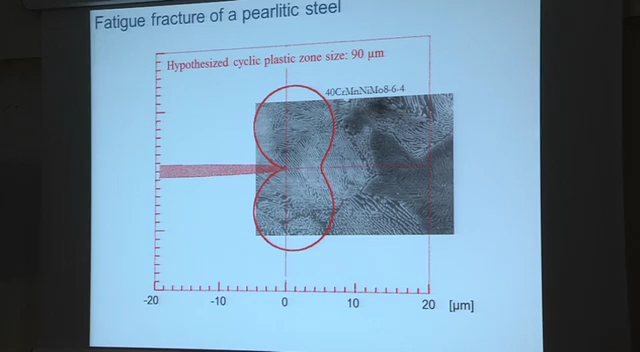 Fatigue fracture of a pearlitic steel
Hypothesized cyclic plastic zone size: 90 µm
40CrMnNiMo8-6-4
-20 -10 0 10 20 [µm]